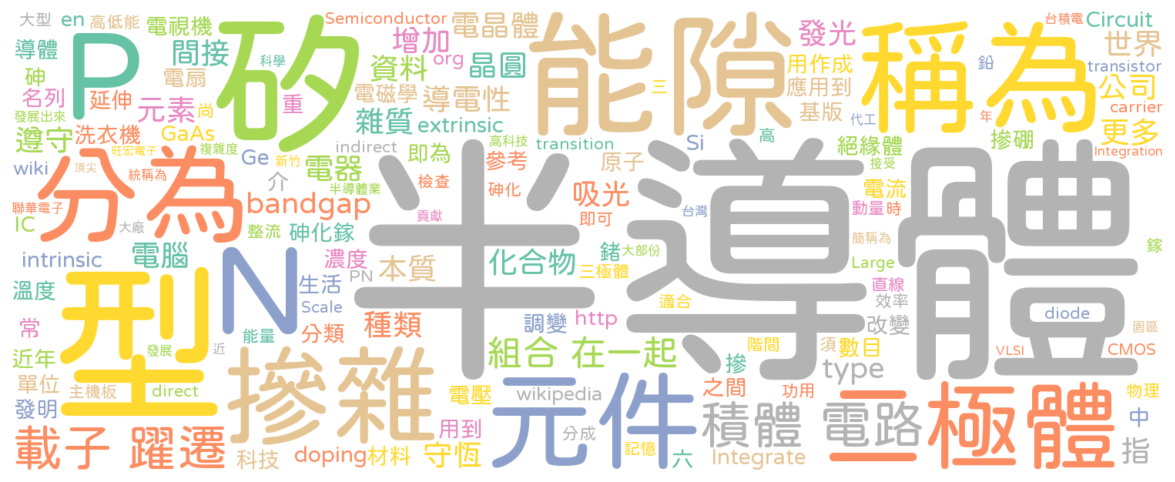 大型 en 高低能 電視機 Semiconductor 電晶體
台積電 Circuit
導體 P 間接 矽 增加 org 能隙 發光 稱為 世界
科學 資料 晶圓 用作成 三 鉛 transistor
砷 電扇 電磁學 導電性 應用到 公司
名列 延伸 元素 尚 重 基版 代工 年 carrier
發展出來 雜質 extrinsic 高科技 高 摻硼 更多
遵守 洗衣機 GaAs 複雜度 indirect 即為 transition Si 絕緣體 Integration
旺宏電子 Ge 新竹 參考 原子 接受
wiki 分為 頂尖 統稱為 介 電器 半導體業 檢查 砷化 吸光 電流
聯華電子 bandgap 貢獻 即可 台灣 動量 時
IC 大廠 整流 砷化鎵 半導體 簡稱為 鎵
intrinsic 電腦 N 濃度 本質 化合物 鍺 大部份
溫度 型 PN 三極體 Large
生活 Scale 適合 直線 效率 diode
常 調變 http 改變 園區
近年 發展 近 能量 分類 種類 組合 在一起 階間 須 數目 VLSI CMOS
單位 主機板 direct 摻雜 元件 摻 type
發明 電壓 wikipedia 之間 功用 二極體 物理
載子 躍遷 用到 分成 積體 電路 中
科技 doping 材料 守恆 記憶 六 Integrate 指